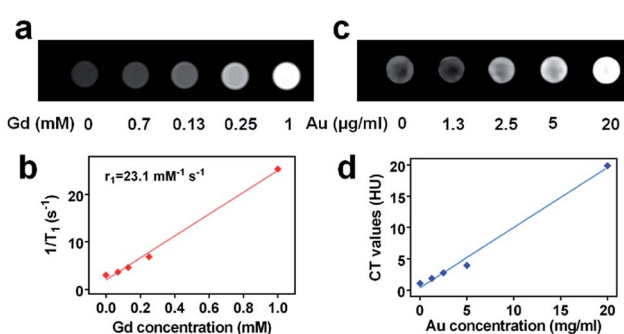 a
Gd (mM) 0 0.7 0.13 0.25 1
c
Au (µg/ml) 0 1.3 2.5 5 20
b
r₁=23.1 mM⁻¹ s⁻¹
1/T₁ (s⁻¹)
20
10
0
0.0 0.2 0.4 0.6 0.8 1.0
Gd concentration (mM)
d
CT values (HU)
20
15
10
5
0
0 5 10 15 20
Au concentration (mg/ml)